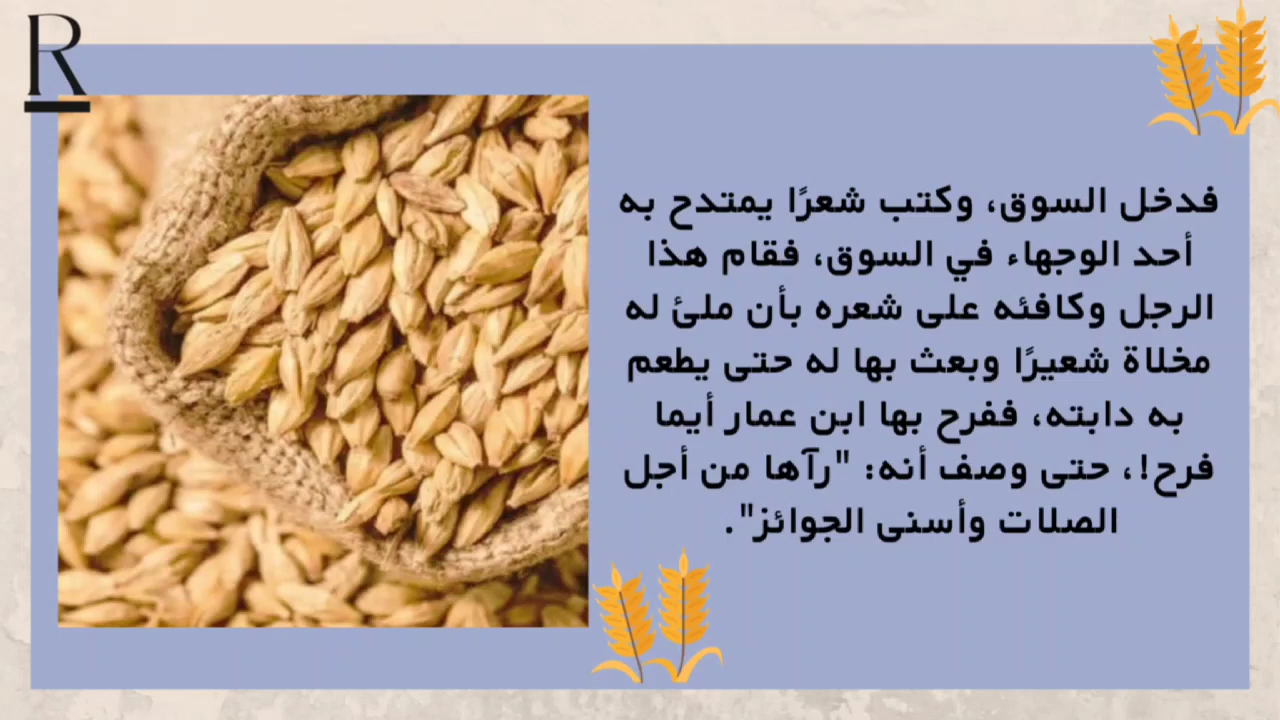 R
فدخل السوق، وكتب شعرًا يمتدح به
أحد الوجهاء في السوق، فقام هذا
الرجل وكافئه على شعره بأن ملئ له
مخلاة شعيرًا وبعث بها له حتى يطعم
به دابته، ففرح بها ابن عمار أيما
فرح!، حتى وصف أنه: "رآها من أجل
الصلات وأسنى الجوائز".